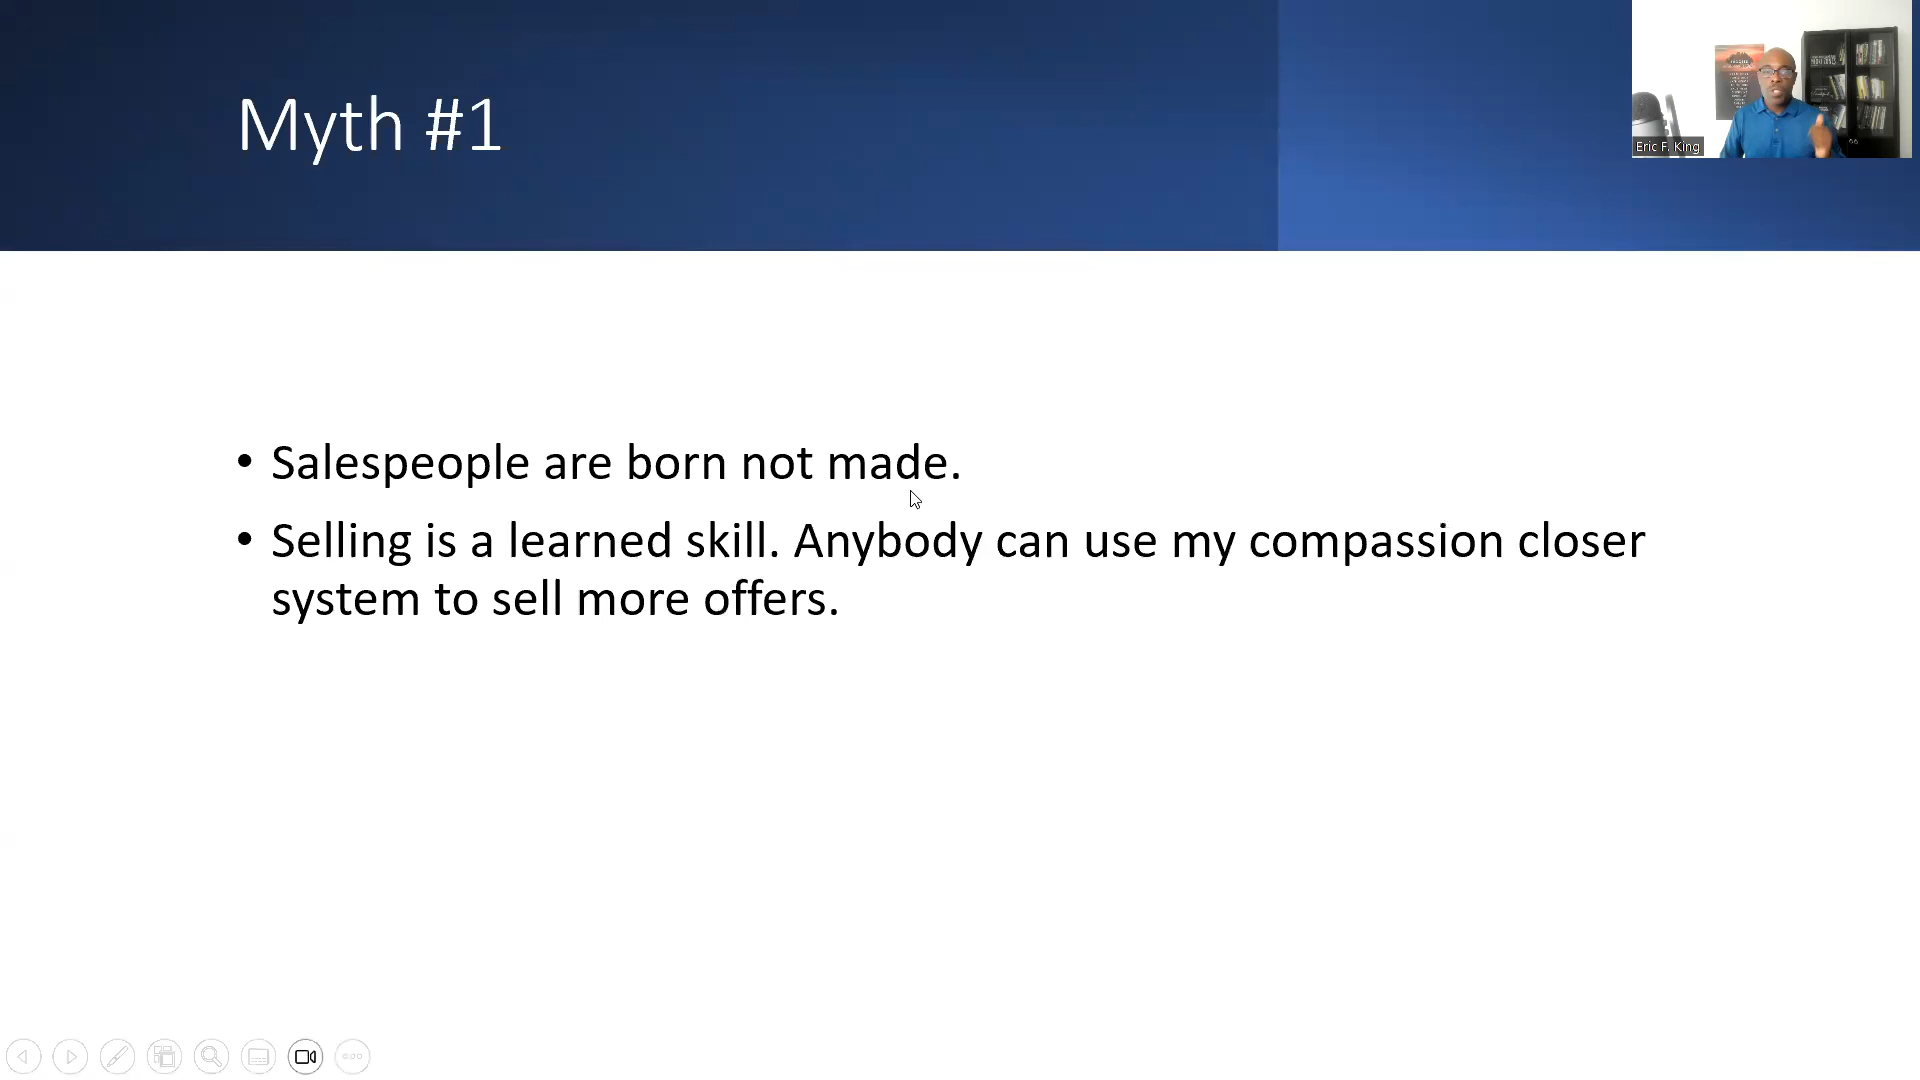 Myth #1
Eric F. King
• Salespeople are born not made.
• Selling is a learned skill. Anybody can use my compassion closer
system to sell more offers.